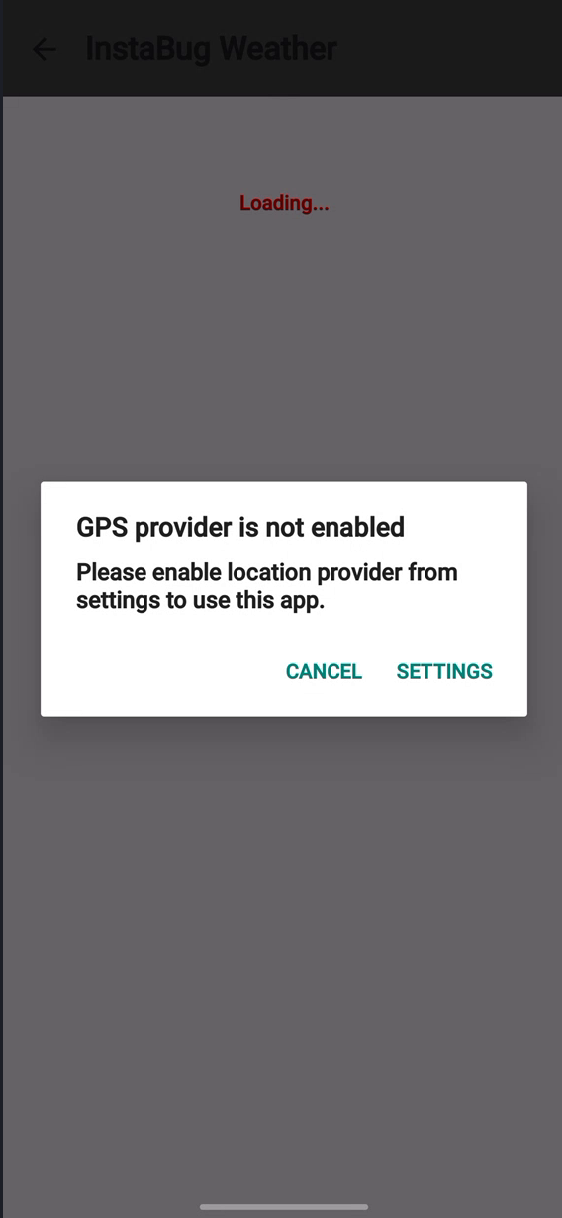 InstaBug Weather
Loading...
GPS provider is not enabled
Please enable location provider from
settings to use this app.
CANCEL SETTINGS